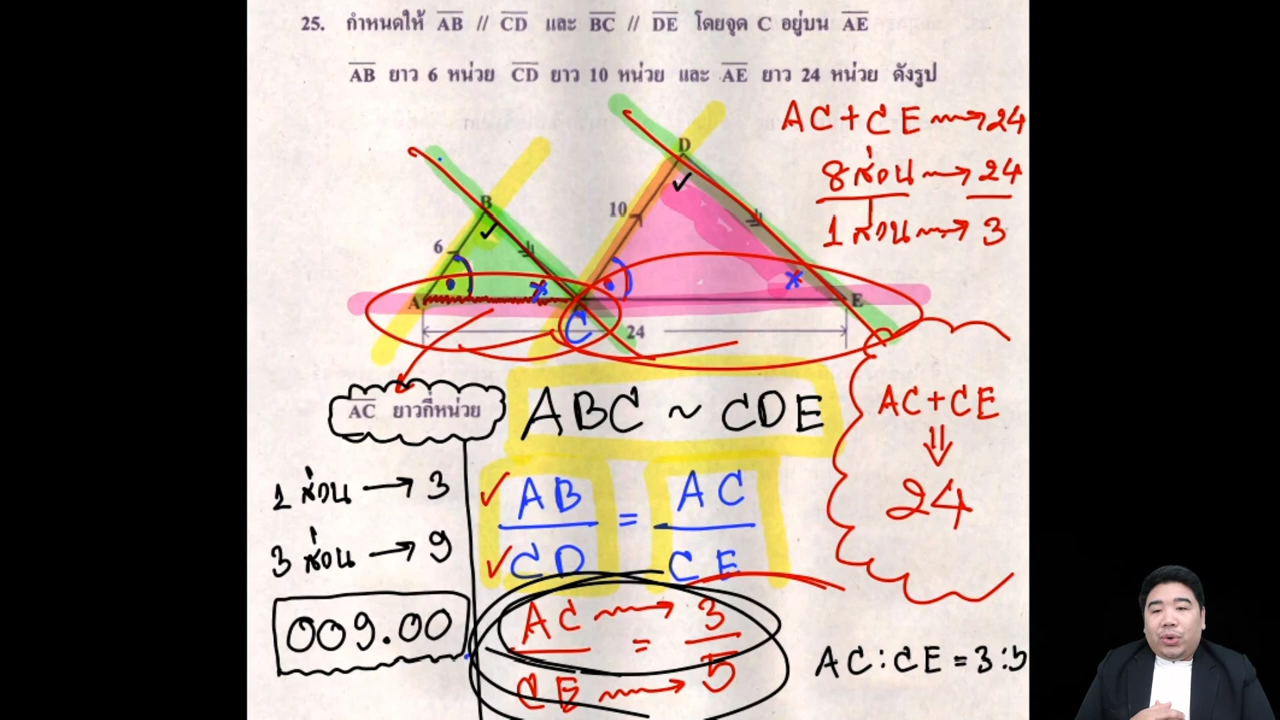 25. กำหนดให้ AB // CD และ BC // DE โดยจุด C อยู่บน AE
AB ยาว 6 หน่วย CD ยาว 10 หน่วย และ AE ยาว 24 หน่วย ดังรูป
AC + CE → 24
8 ส่วน → 24
1 ส่วน → 3
D
B
10
6
A
C
E
24
AC ยาวกี่หน่วย
ABC ~ CDE
AC + CE
⇓
24
1 ส่วน → 3
3 ส่วน → 9
009.00
AB/CD = AC/CE
AC → 3
=
CE → 5
AC : CE = 3 : 5